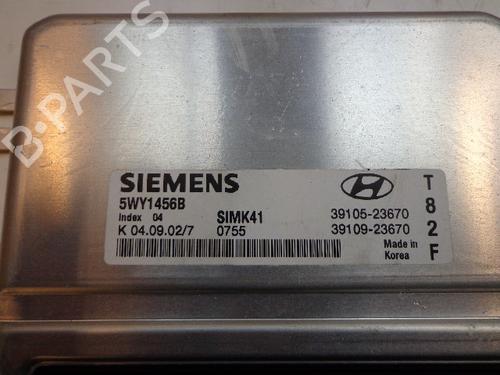 B-PARTS
SIEMENS
5WY1456B
Index 04 SIMK41 39105-23670
K 04.09.02/7 0755 39109-23670
Made in
Korea
T
8
2
F